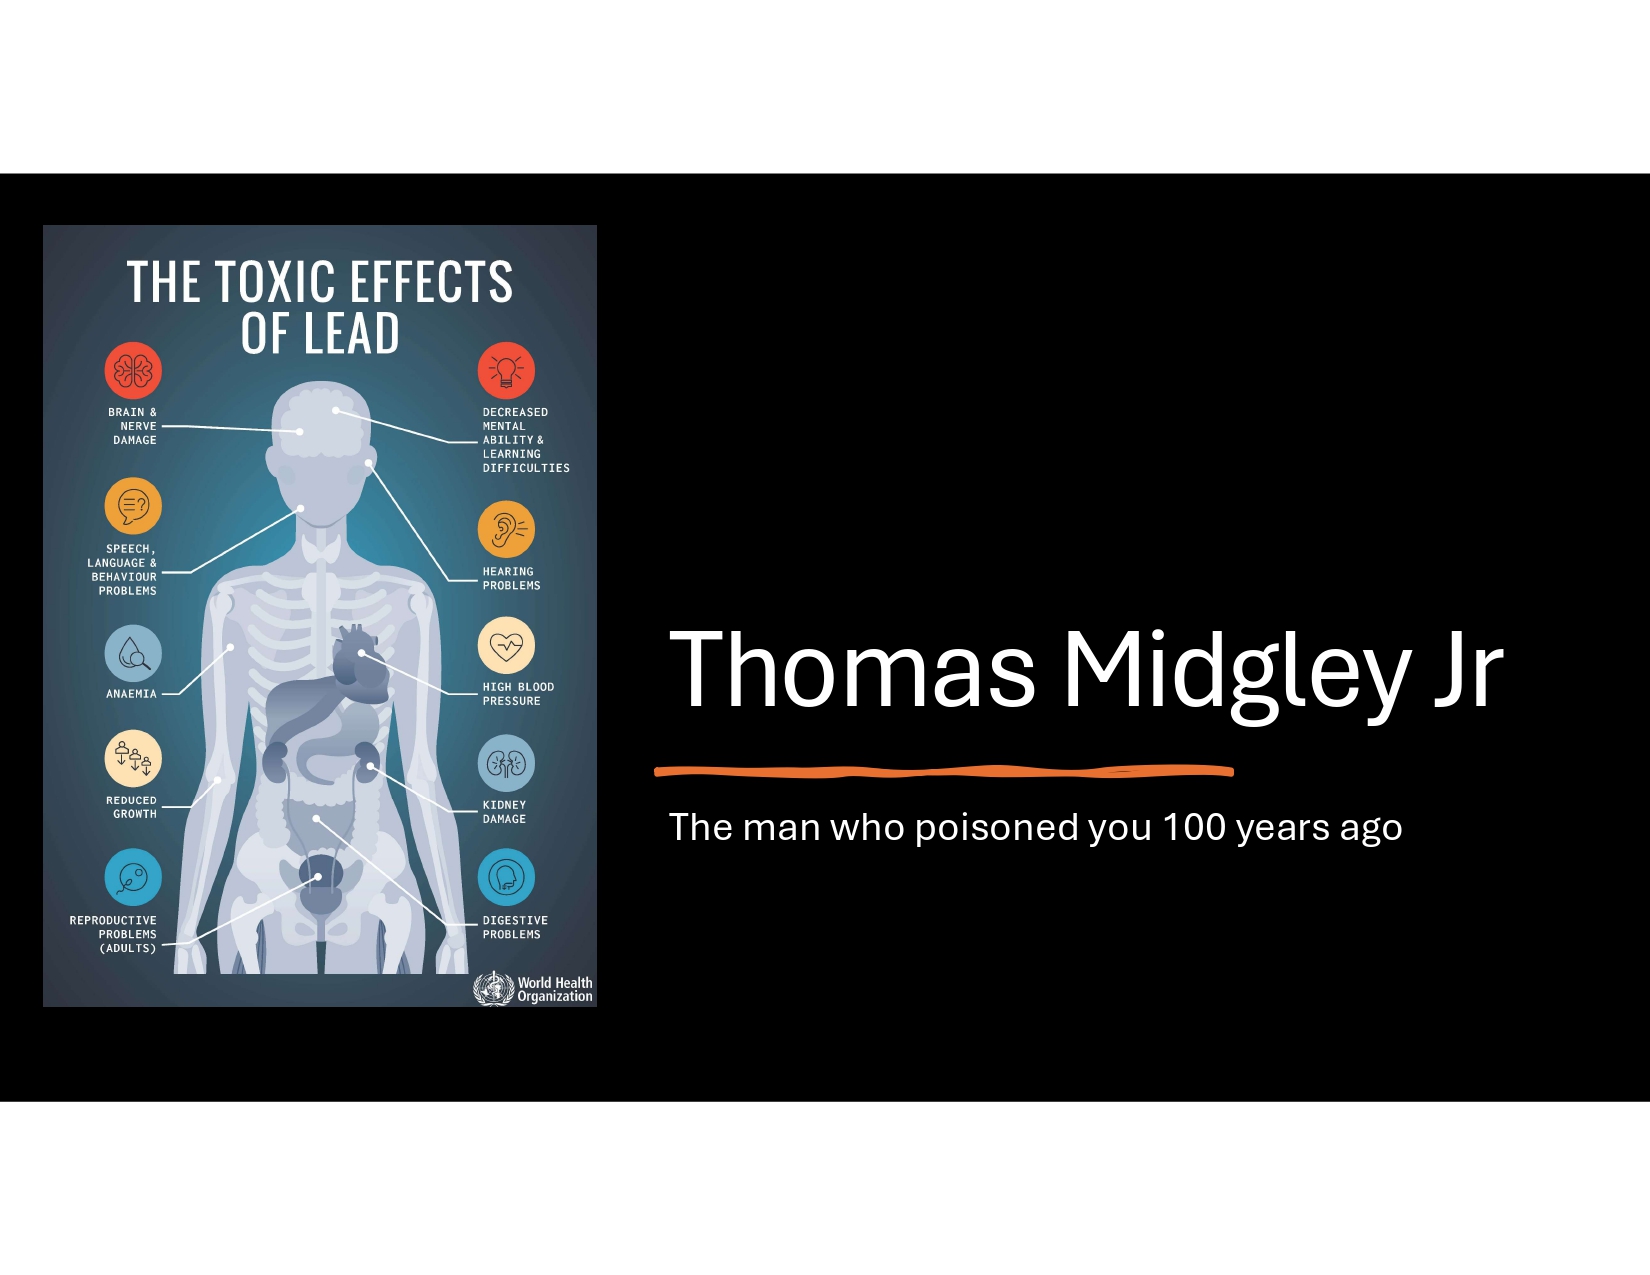 THE TOXIC EFFECTS
OF LEAD
BRAIN &
NERVE
DAMAGE
SPEECH,
LANGUAGE &
BEHAVIOUR
PROBLEMS
ANAEMIA
REDUCED
GROWTH
REPRODUCTIVE
PROBLEMS
(ADULTS)
DECREASED
MENTAL
ABILITY &
LEARNING
DIFFICULTIES
HEARING
PROBLEMS
HIGH BLOOD
PRESSURE
KIDNEY
DAMAGE
DIGESTIVE
PROBLEMS
World Health
Organization
Thomas Midgley Jr
The man who poisoned you 100 years ago